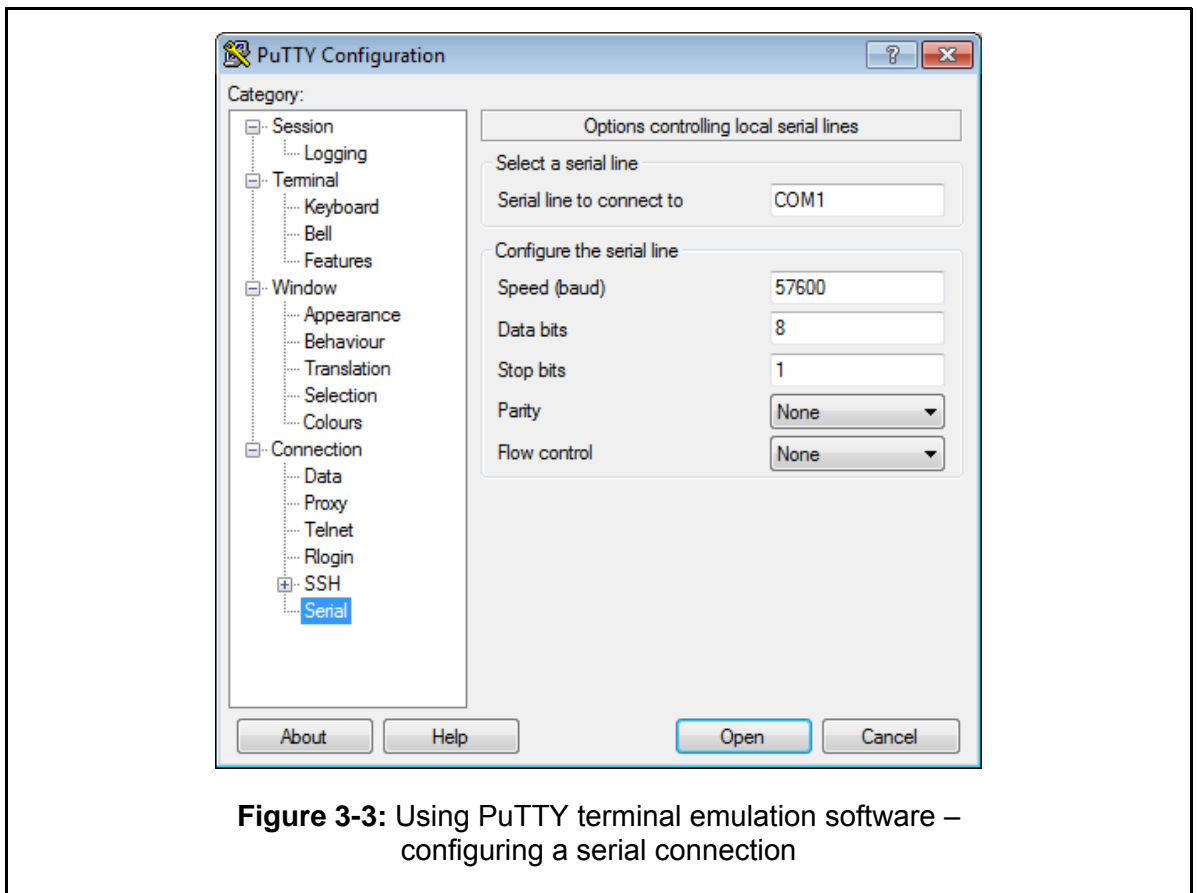 PuTTY Configuration
Category:
Session
Logging
Terminal
Keyboard
Bell
Features
Window
Appearance
Behaviour
Translation
Selection
Colours
Connection
Data
Proxy
Telnet
Rlogin
SSH
Serial
Options controlling local serial lines
Select a serial line
Serial line to connect to COM1
Configure the serial line
Speed (baud) 57600
Data bits 8
Stop bits 1
Parity None
Flow control None
About Help Open Cancel
Figure 3-3: Using PuTTY terminal emulation software –
configuring a serial connection